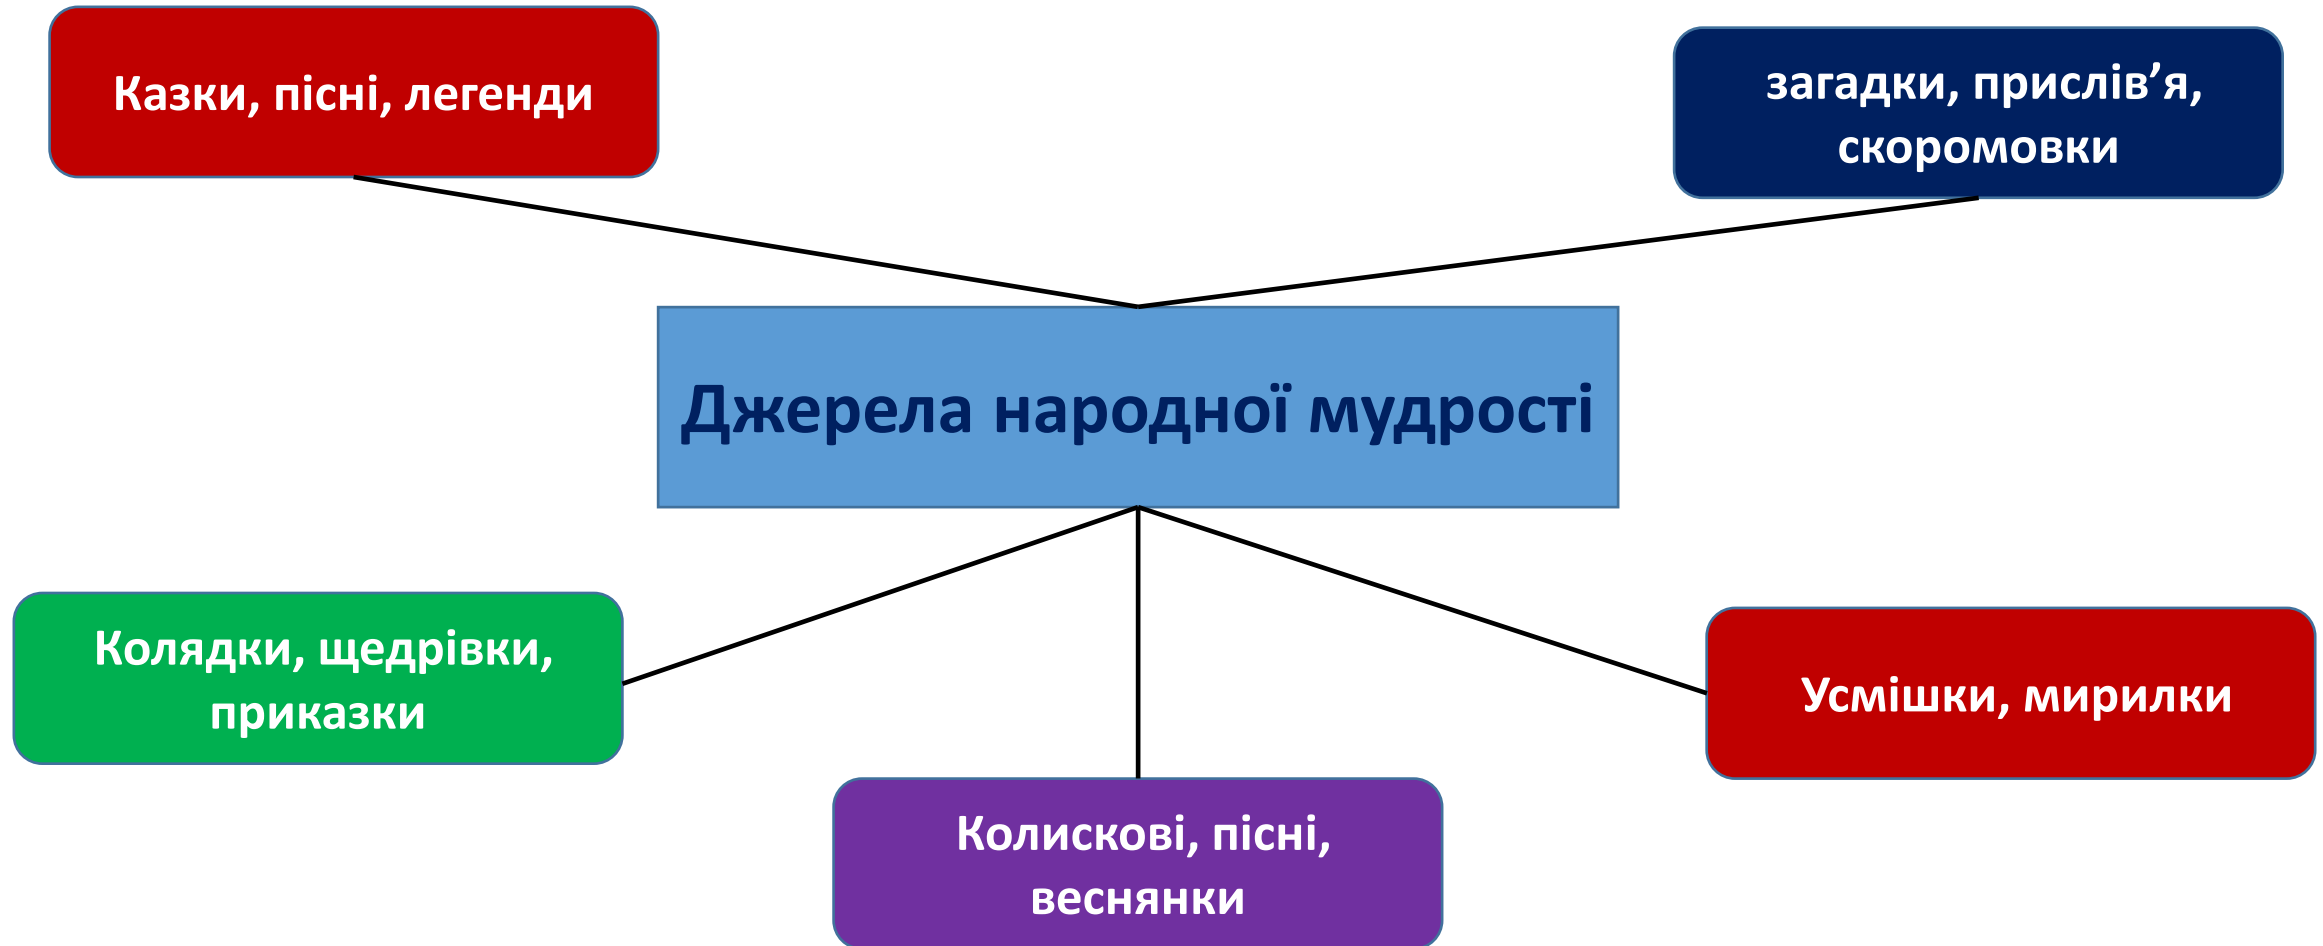 Казки, пісні, легенди
загадки, прислів’я,
скоромовки
Джерела народної мудрості
Колядки, щедрівки,
приказки
Усмішки, мирилки
Колискові, пісні,
веснянки